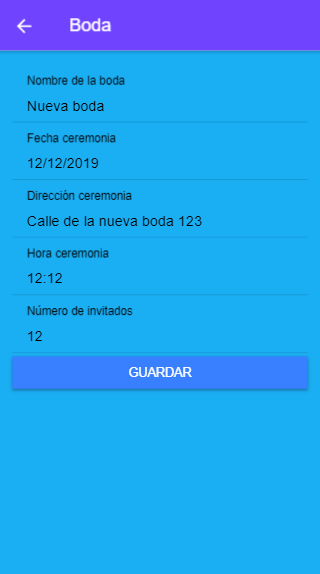 Boda
Nombre de la boda
Nueva boda
Fecha ceremonia
12/12/2019
Dirección ceremonia
Calle de la nueva boda 123
Hora ceremonia
12:12
Número de invitados
12
GUARDAR